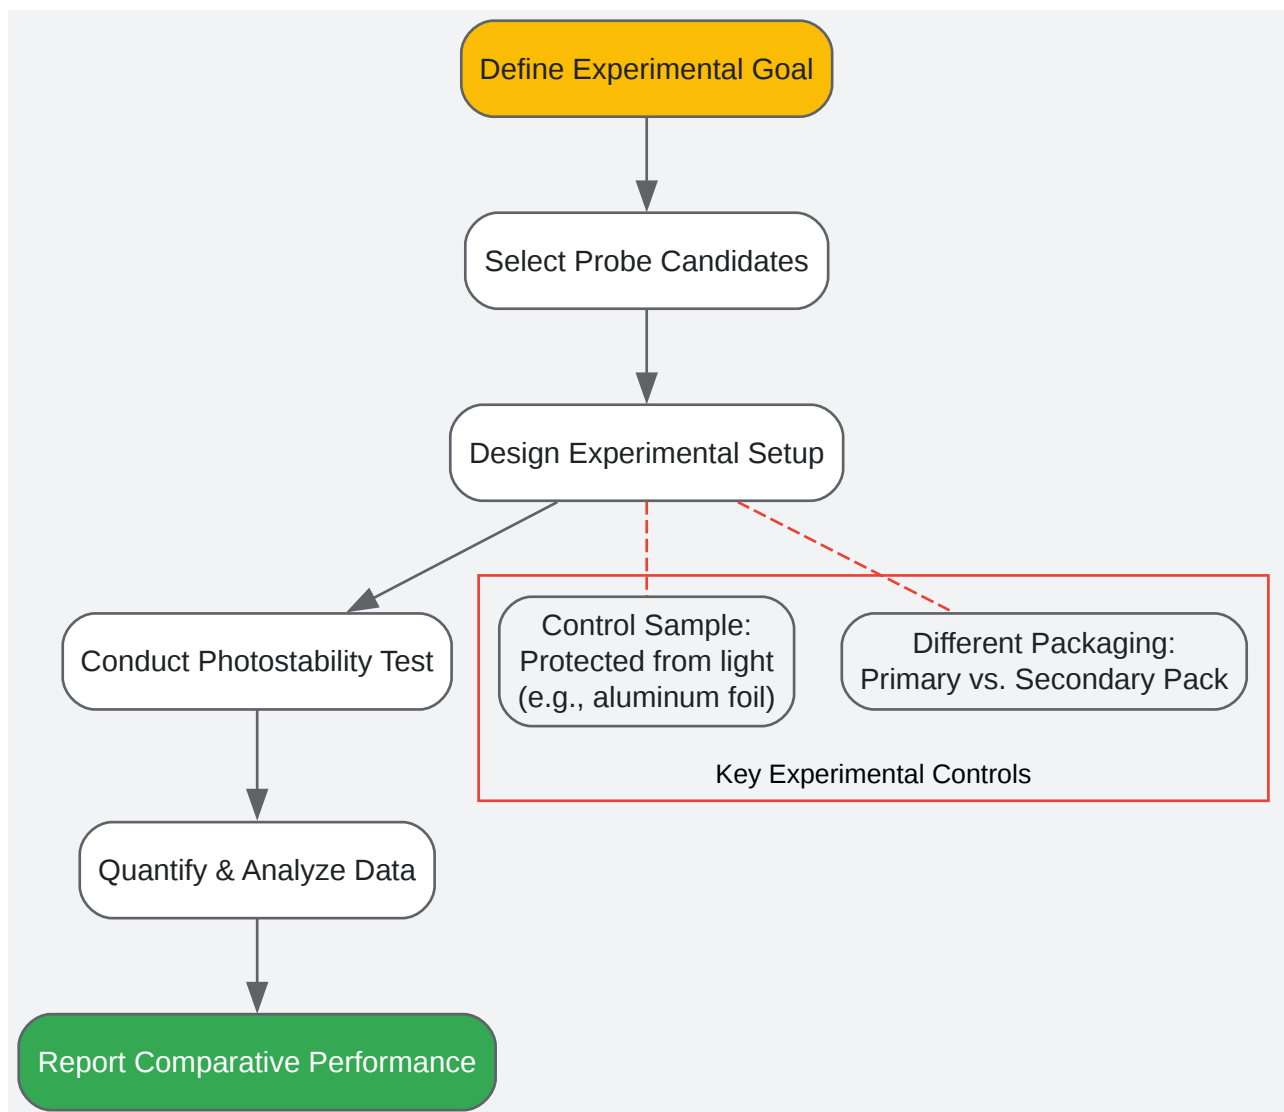 Define Experimental Goal
Select Probe Candidates
Design Experimental Setup
Conduct Photostability Test
Control Sample:
Protected from light
(e.g., aluminum foil)
Different Packaging:
Primary vs. Secondary Pack
Key Experimental Controls
Quantify & Analyze Data
Report Comparative Performance